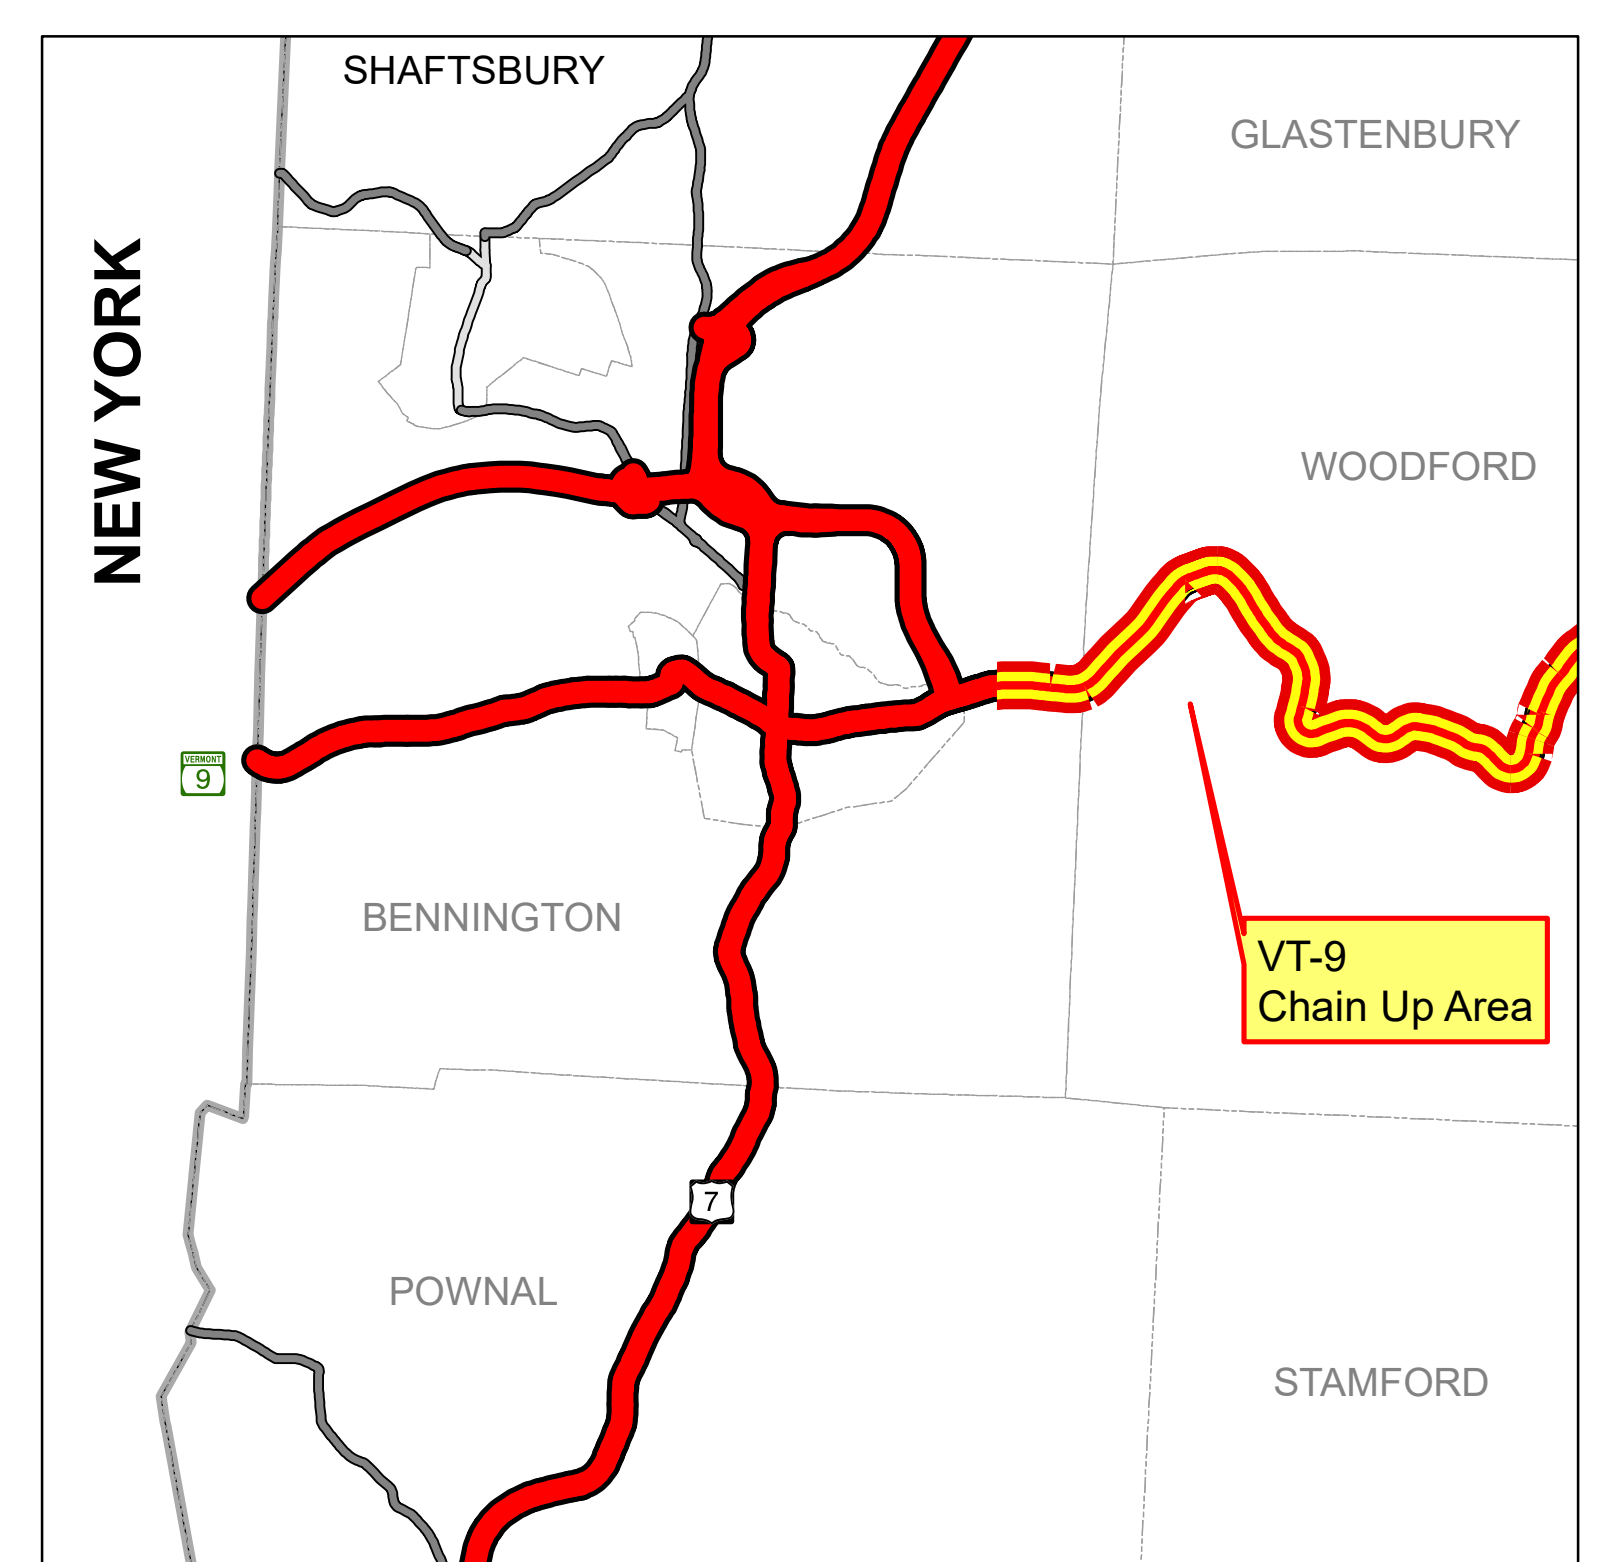 SHAFTSBURY
GLASTENBURY
NEW YORK
WOODFORD
VERMONT
9
BENNINGTON
VT-9
Chain Up Area
7
POWNAL
STAMFORD